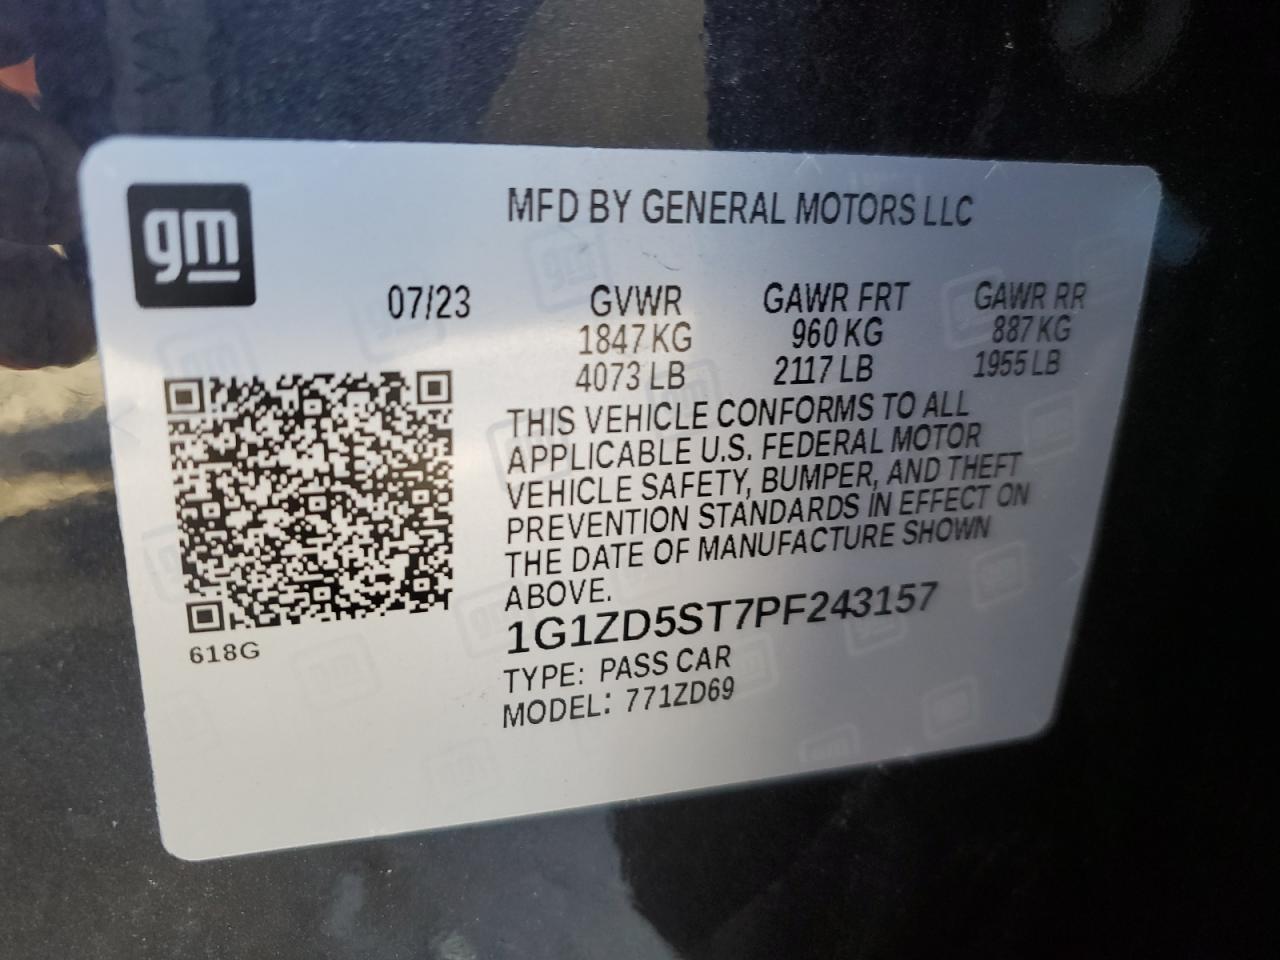 gm
MFD BY GENERAL MOTORS LLC
07/23 GVWR GAWR FRT GAWR RR
1847 KG 960 KG 887 KG
4073 LB 2117 LB 1955 LB
THIS VEHICLE CONFORMS TO ALL
APPLICABLE U.S. FEDERAL MOTOR
VEHICLE SAFETY, BUMPER, AND THEFT
PREVENTION STANDARDS IN EFFECT ON
THE DATE OF MANUFACTURE SHOWN
ABOVE.
1G1ZD5ST7PF243157
TYPE: PASS CAR
MODEL: 771ZD69
618G